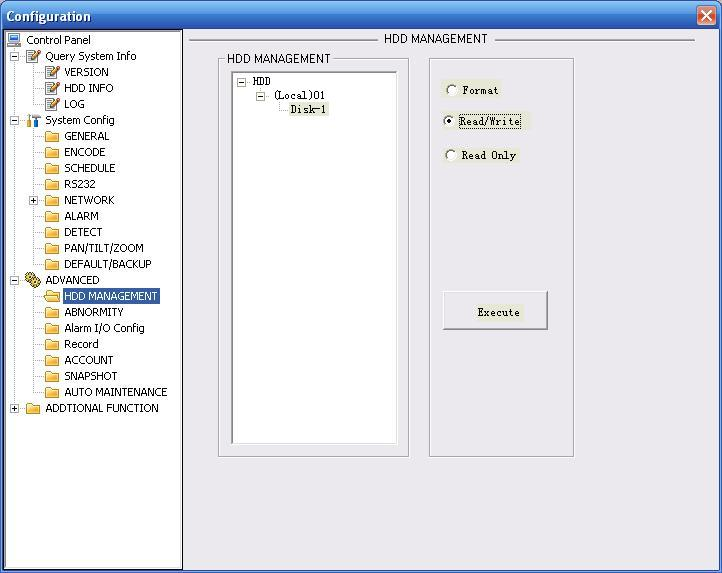 Configuration
Control Panel
Query System Info
VERSION
HDD INFO
LOG
System Config
GENERAL
ENCODE
SCHEDULE
RS232
NETWORK
ALARM
DETECT
PAN/TILT/ZOOM
DEFAULT/BACKUP
ADVANCED
HDD MANAGEMENT
ABNORMITY
Alarm I/O Config
Record
ACCOUNT
SNAPSHOT
AUTO MAINTENANCE
ADDTIONAL FUNCTION
HDD MANAGEMENT
HDD MANAGEMENT
HDD
(Local)01
Disk-1
Format
Read/Write
Read Only
Execute